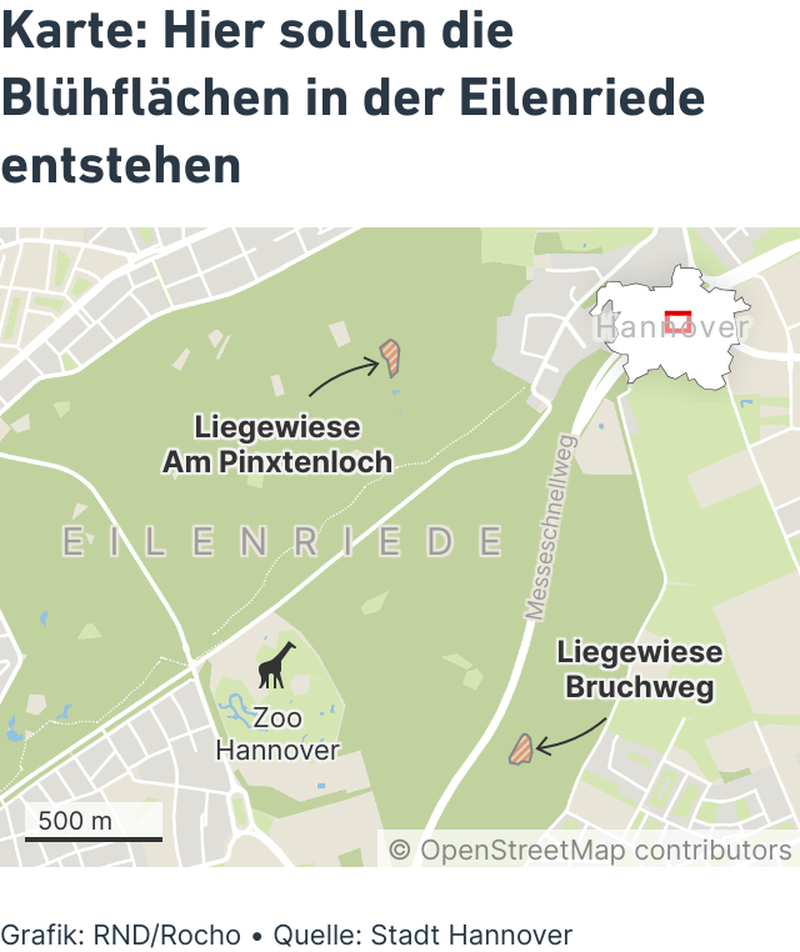 Karte: Hier sollen die
Blühflächen in der Eilenriede
entstehen
Hannover
Liegewiese
Am Pinxtenloch
EILENRIEDE
Messeschnellweg
Liegewiese
Bruchweg
Zoo
Hannover
500 m
© OpenStreetMap contributors
Grafik: RND/Rocho • Quelle: Stadt Hannover